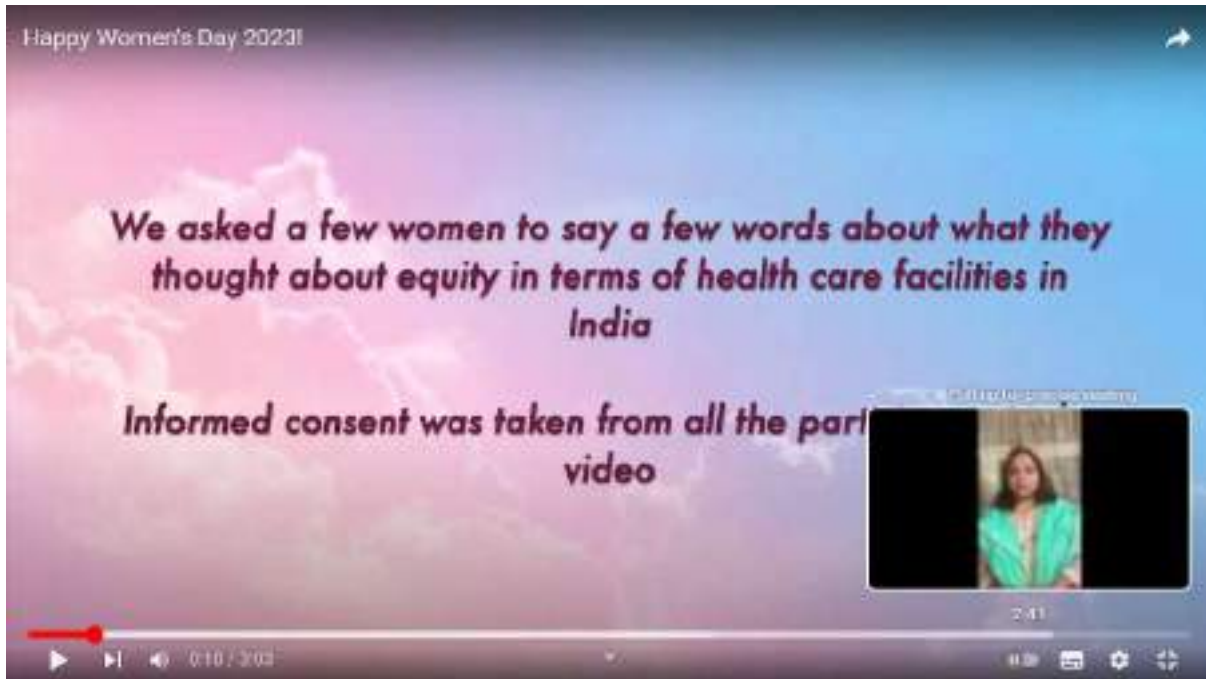 Happy Women's Day 2023!
We asked a few women to say a few words about what they
thought about equity in terms of health care facilities in
India
Informed consent was taken from all the part
video
2:41
0:10 / 3:03